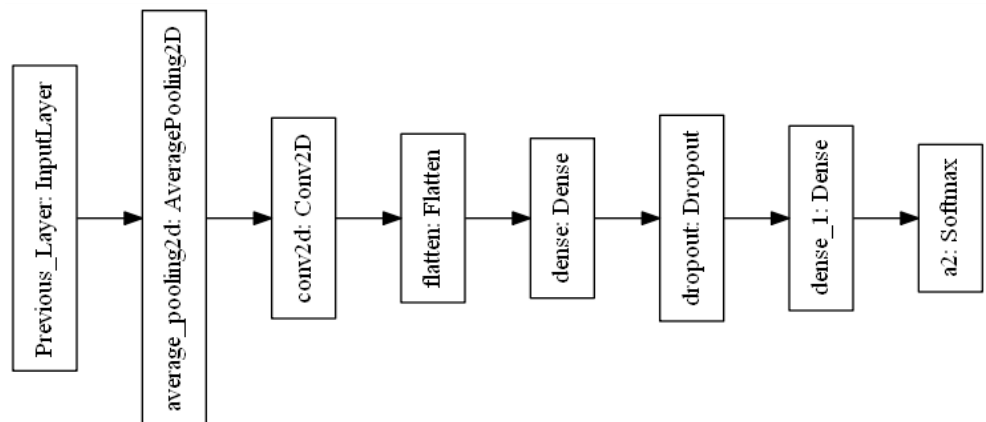 Previous_Layer: InputLayer
average_pooling2d: AveragePooling2D
conv2d: Conv2D
flatten: Flatten
dense: Dense
dropout: Dropout
dense_1: Dense
a2: Softmax